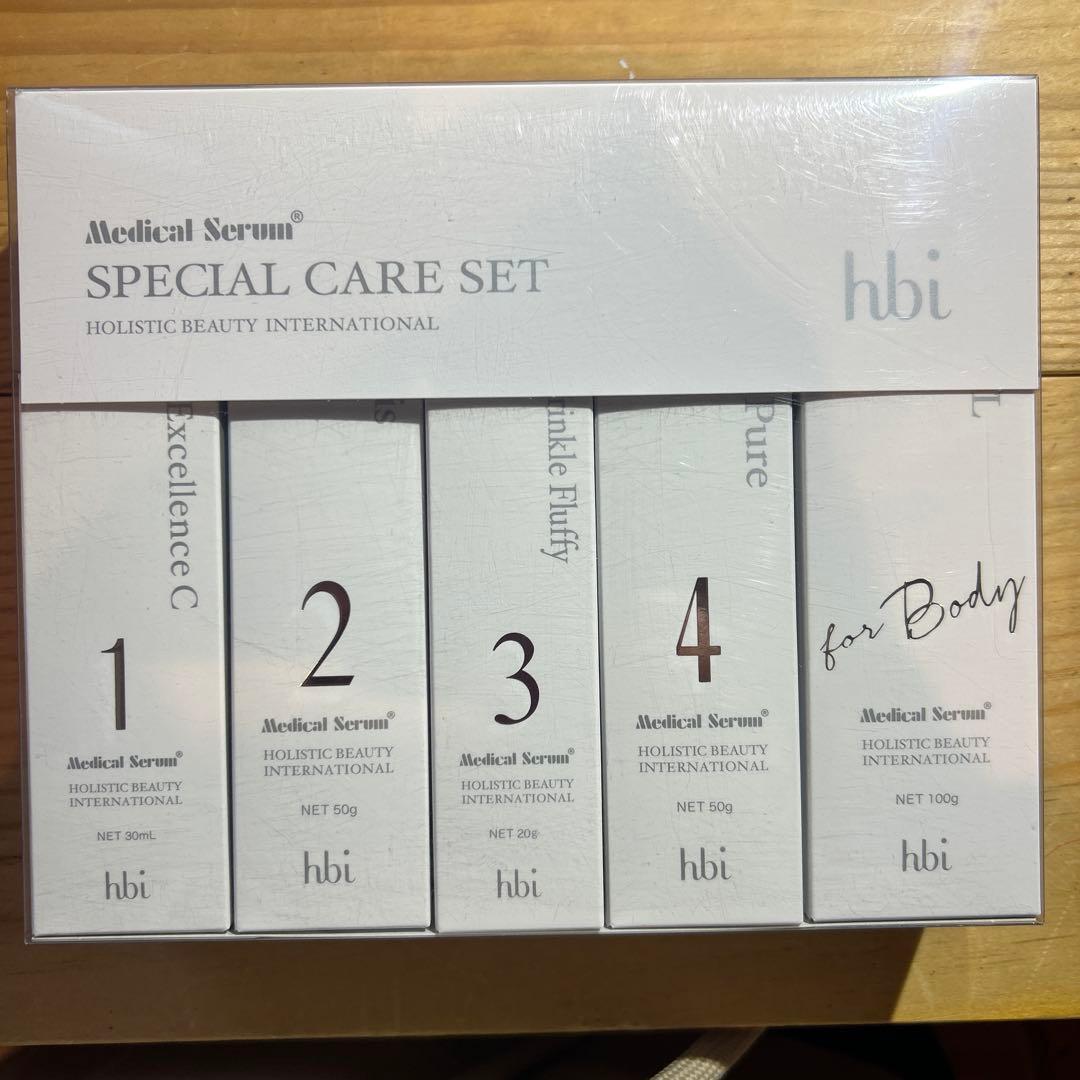 Medical Serum®
SPECIAL CARE SET
HOLISTIC BEAUTY INTERNATIONAL
hbi
Excellence C
1
Medical Serum®
HOLISTIC BEAUTY
INTERNATIONAL
NET 30mL
hbi
2
Medical Serum®
HOLISTIC BEAUTY
INTERNATIONAL
NET 50g
hbi
Fluffy
3
Medical Serum®
HOLISTIC BEAUTY
INTERNATIONAL
NET 20g
hbi
Pure
4
Medical Serum®
HOLISTIC BEAUTY
INTERNATIONAL
NET 50g
hbi
for Body
Medical Serum®
HOLISTIC BEAUTY
INTERNATIONAL
NET 100g
hbi